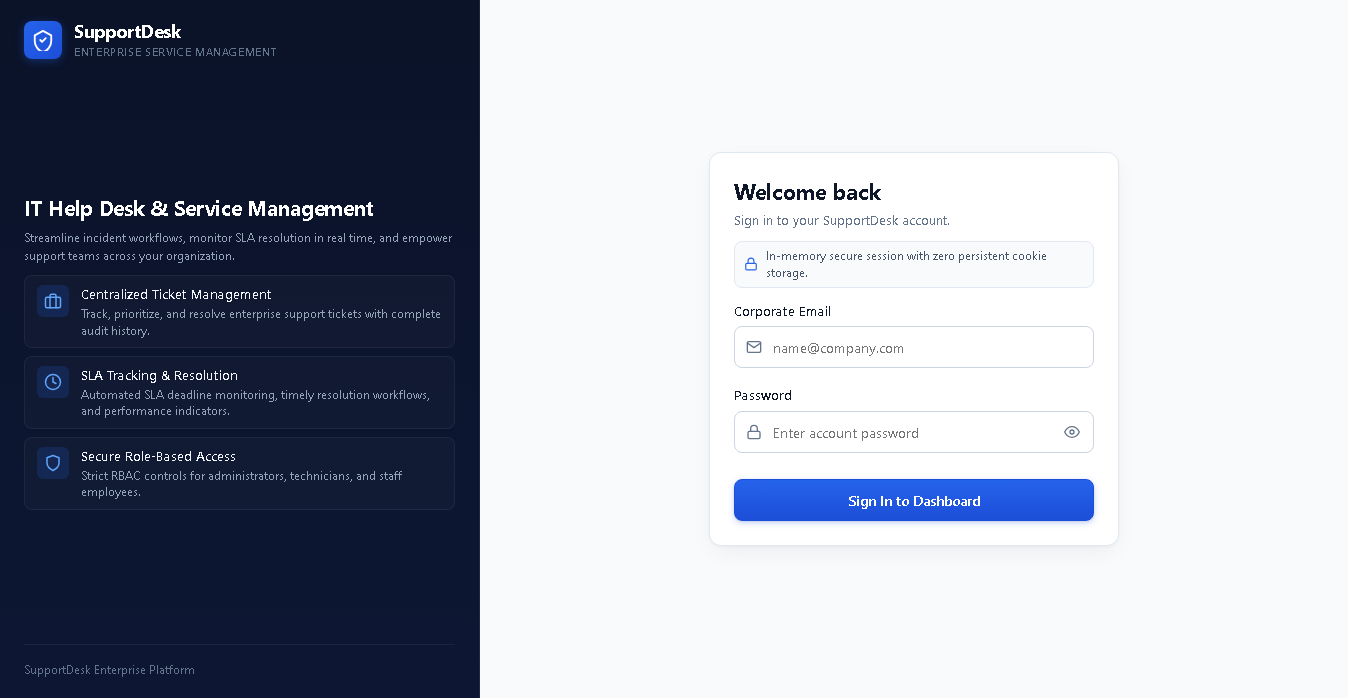 SupportDesk
ENTERPRISE SERVICE MANAGEMENT
IT Help Desk & Service Management
Streamline incident workflows, monitor SLA resolution in real time, and empower
support teams across your organization.
Centralized Ticket Management
Track, prioritize, and resolve enterprise support tickets with complete
audit history.
SLA Tracking & Resolution
Automated SLA deadline monitoring, timely resolution workflows,
and performance indicators.
Secure Role-Based Access
Strict RBAC controls for administrators, technicians, and staff
employees.
SupportDesk Enterprise Platform
Welcome back
Sign in to your SupportDesk account.
In-memory secure session with zero persistent cookie
storage.
Corporate Email
name@company.com
Password
Enter account password
Sign In to Dashboard